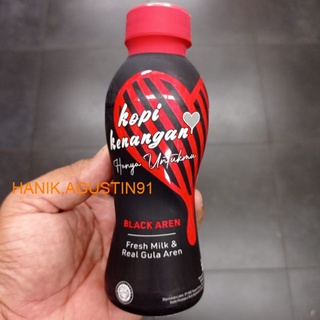 kopi
kenangan
Hanya Untukmu
HANIK.AGUSTIN91
BLACK AREN
Fresh Milk &
Real Gula Aren